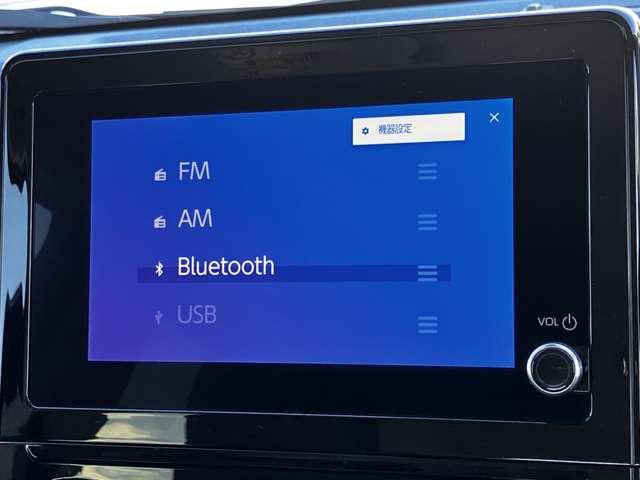 機器設定
FM
AM
Bluetooth
USB
VOL